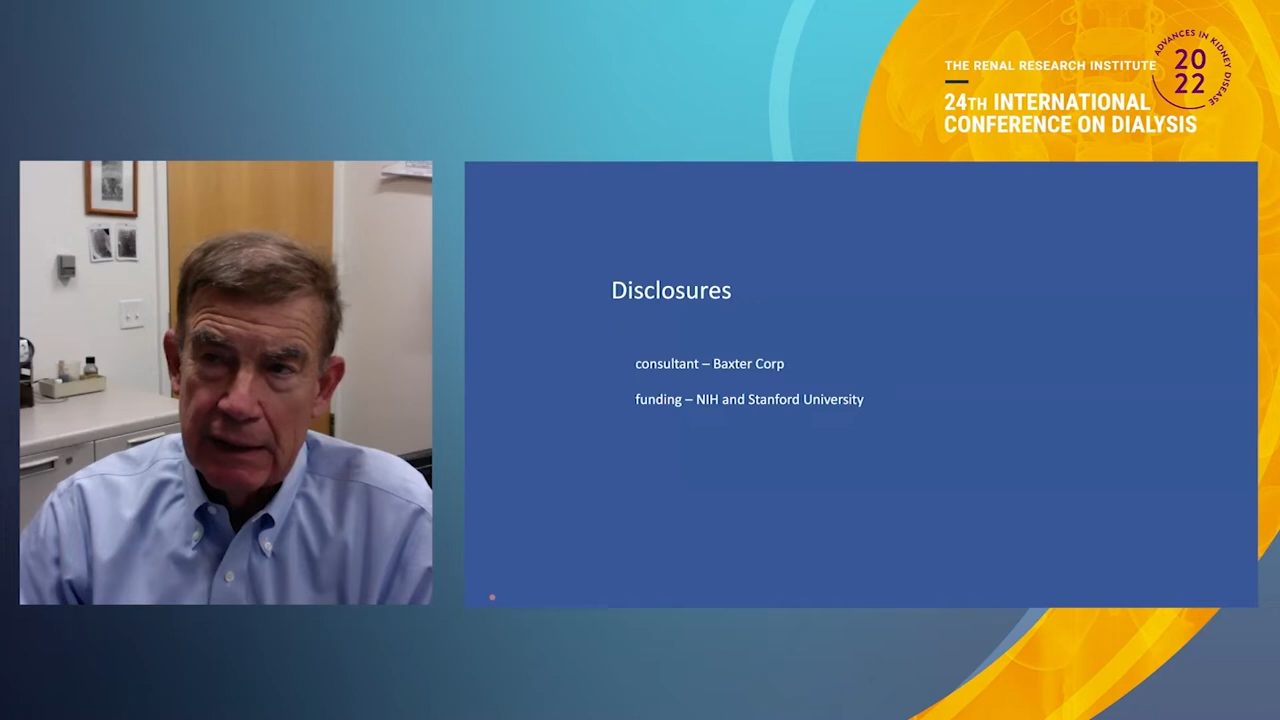 THE RENAL RESEARCH INSTITUTE
24TH INTERNATIONAL
CONFERENCE ON DIALYSIS
ADVANCES IN KIDNEY DISEASE
20
22
Disclosures
consultant – Baxter Corp
funding – NIH and Stanford University